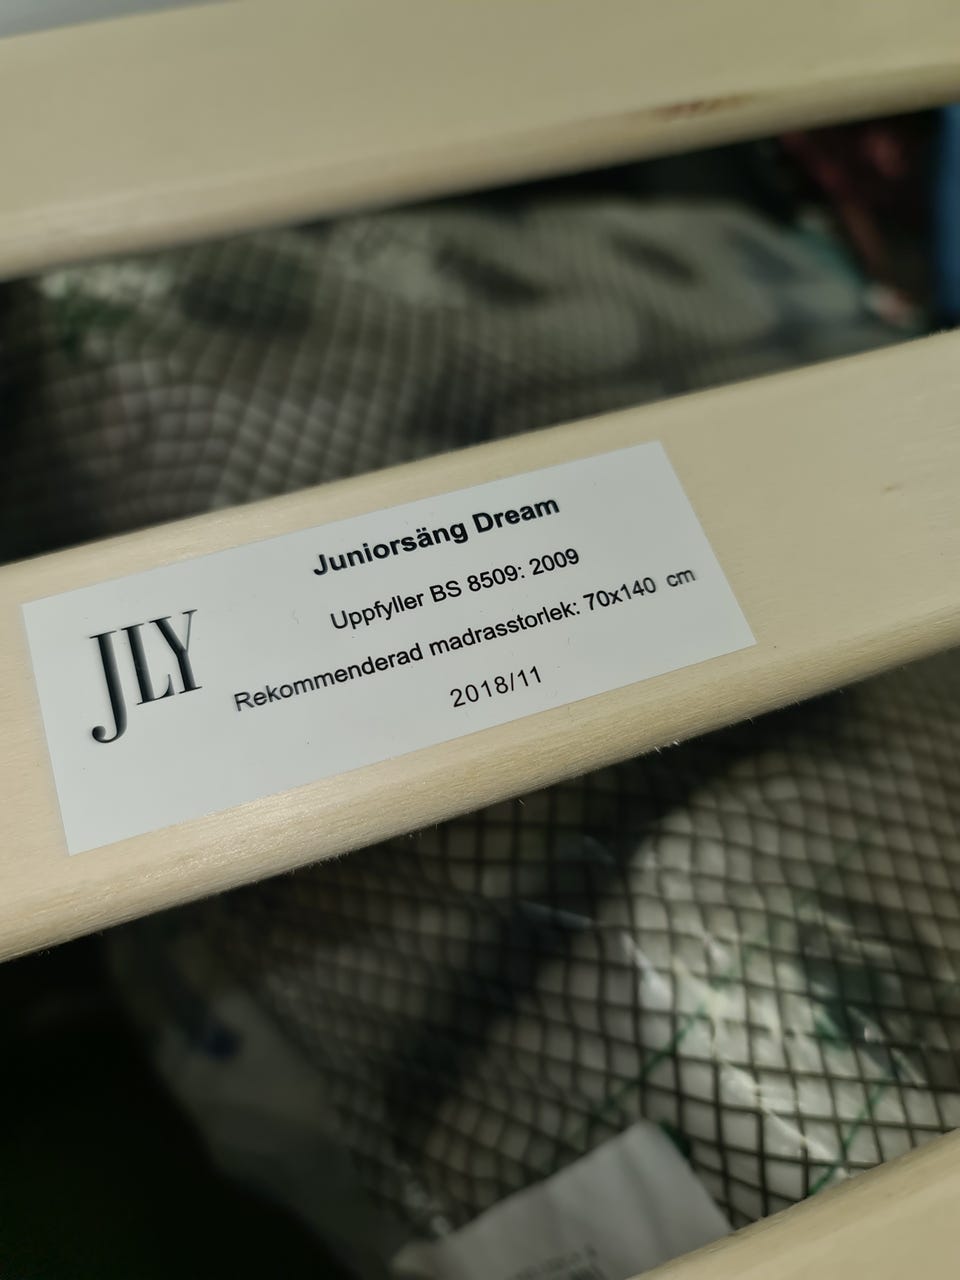 Juniorsäng Dream
Uppfyller BS 8509: 2009
JLY
Rekommenderad madrasstorlek: 70x140 cm
2018/11